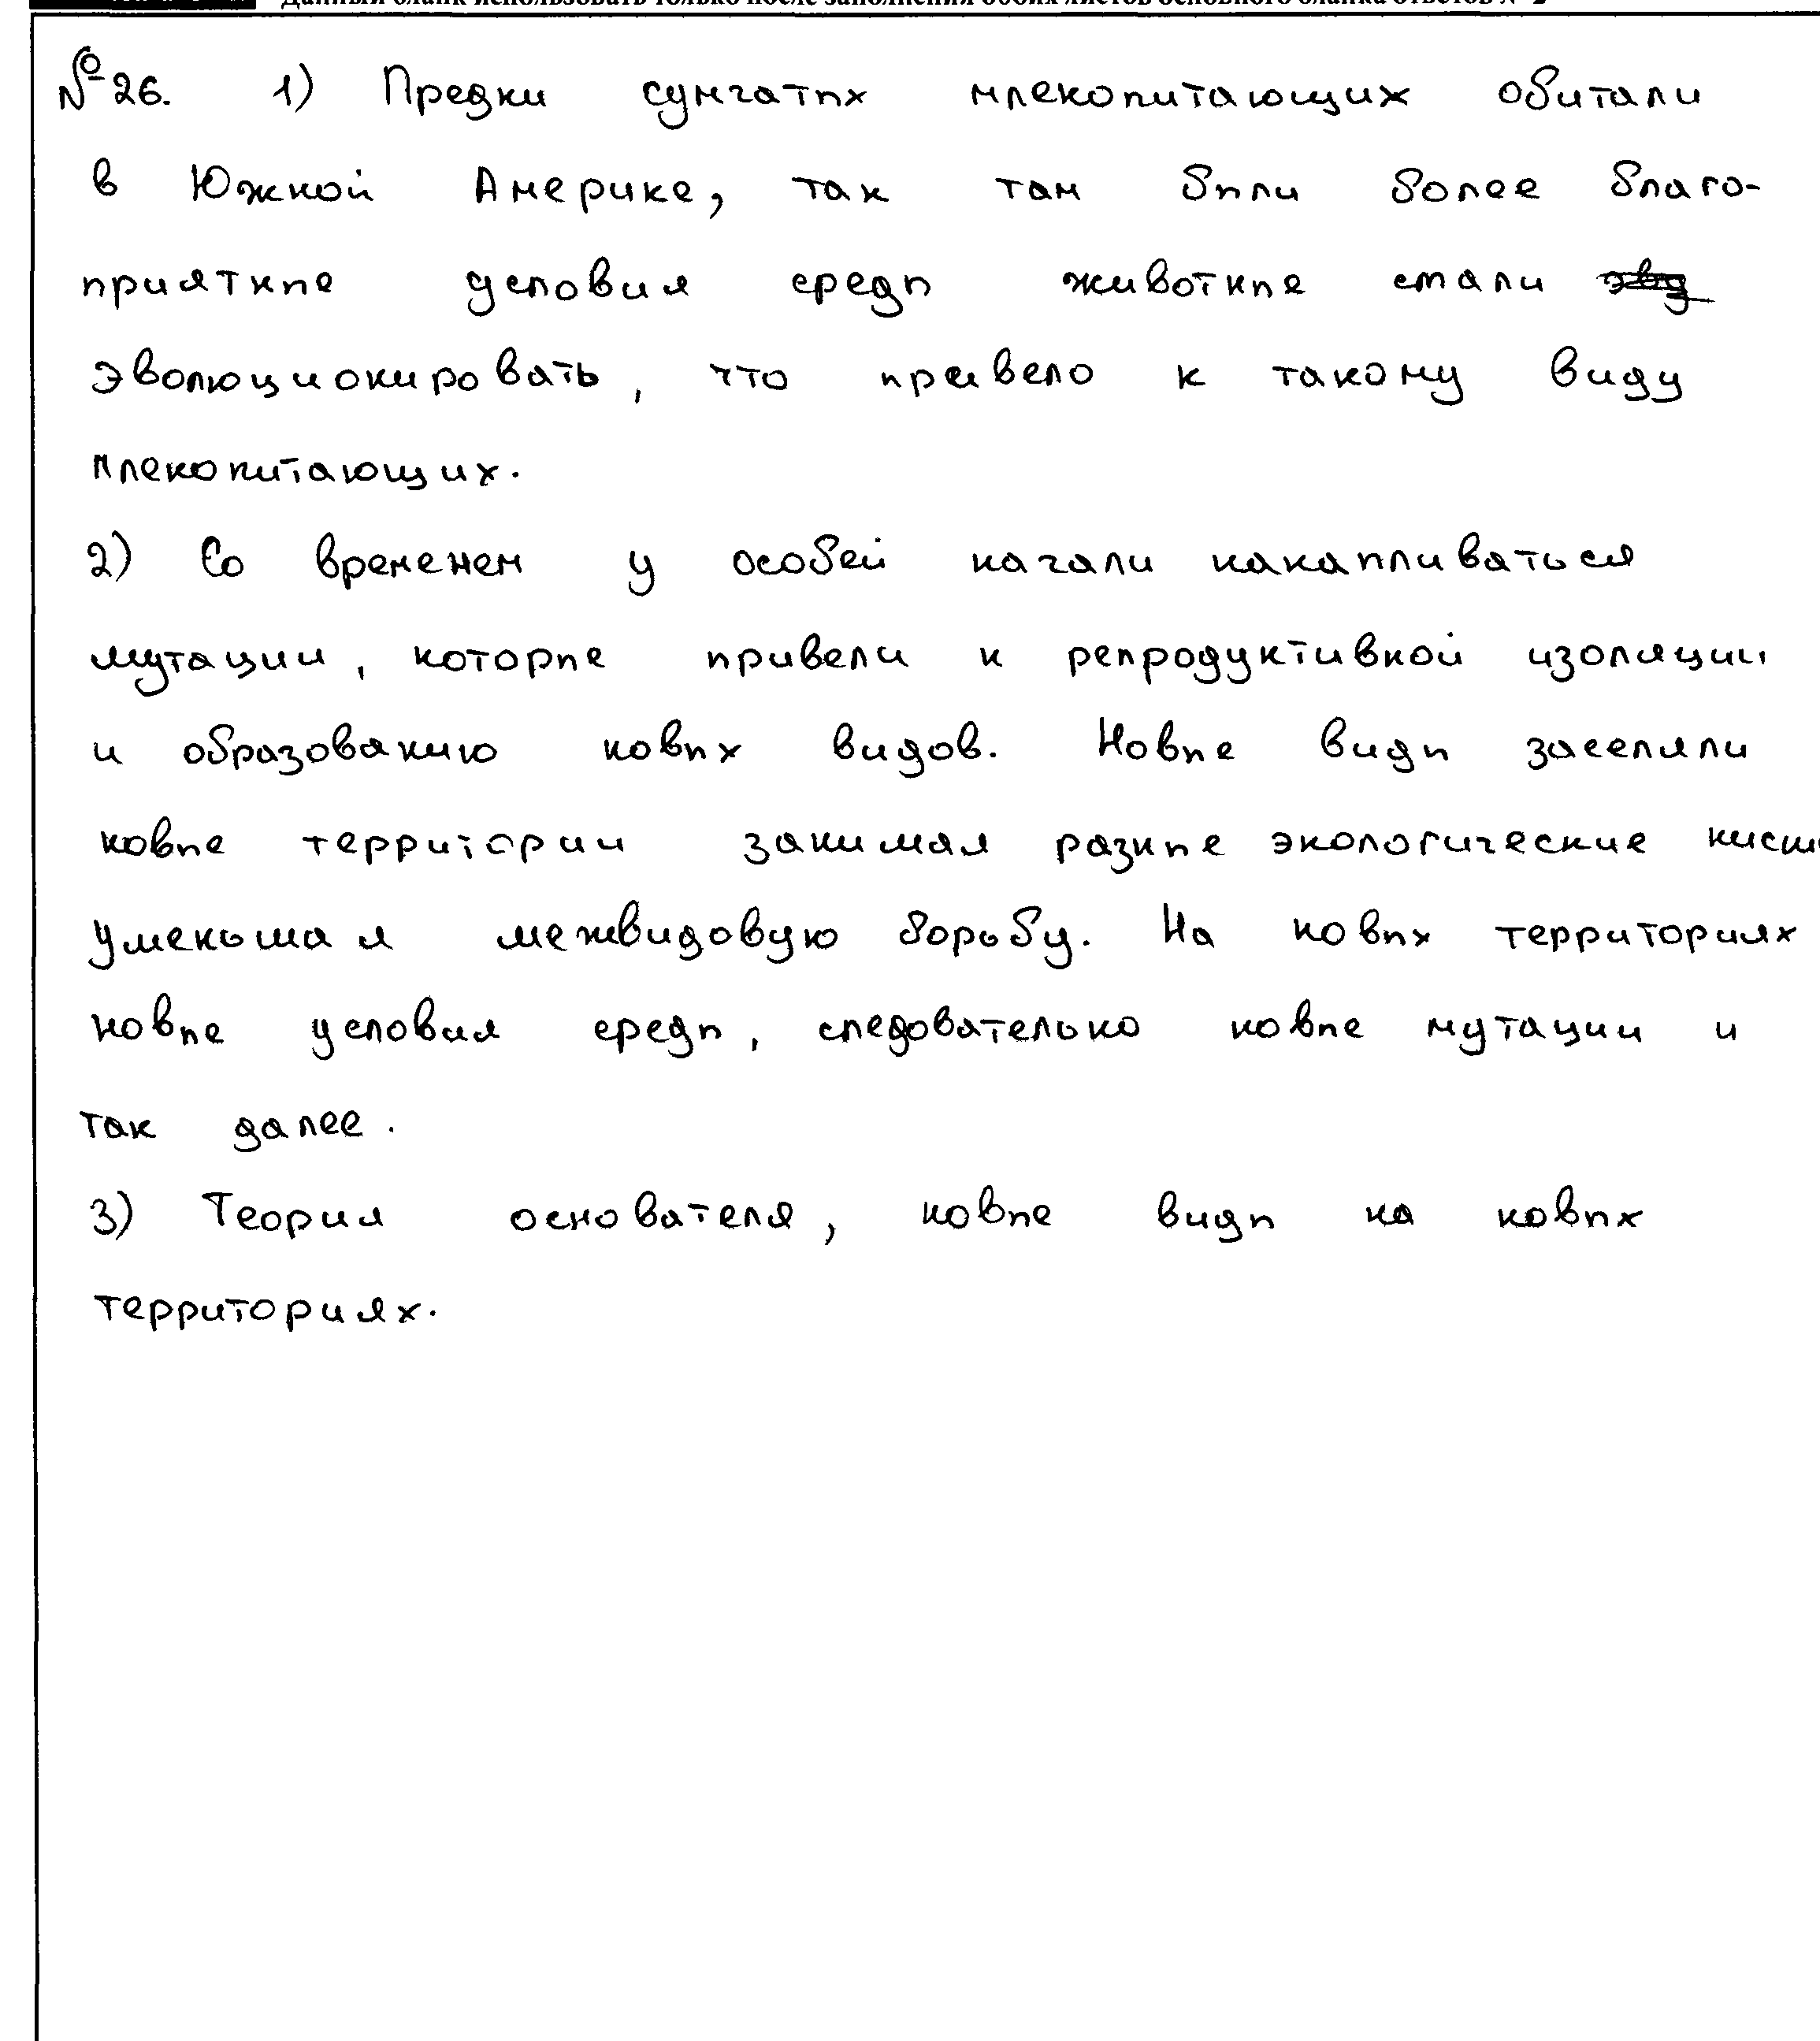 Данный бланк использовать только после заполнения обоих листов основного бланка ответов № 2
№ 26. 1) Предки сумчатых млекопитающих обитали
в Южной Америке, так там были более благо-
приятные условия среды животные стали
эволюционировать, что привело к такому виду
млекопитающих.
2) Со временем у особей начали накапливаться
мутации, которые привели к репродуктивной изоляции
и образованию новых видов. Новые виды заселяли
новые территории занимая разные экологические ниши
уменьшая межвидовую борьбу. На новых территориях
новые условия среды, следовательно новые мутации и
так далее.
3) Теория основателя, новые виды на новых
территориях.